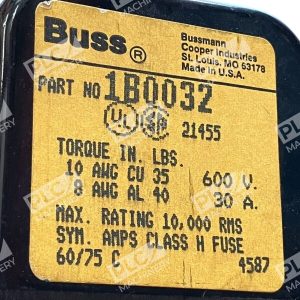 Buss®
Bussmann
Cooper Industries
St. Louis, MO 63178
Made in U.S.A.
PART NO 1B0032
UL SA 21455
TORQUE IN. LBS.
10 AWG CU 35 600 V.
8 AWG AL 40 30 A.
MAX. RATING 10,000 RMS
SYM. AMPS CLASS H FUSE
60/75 C 4587